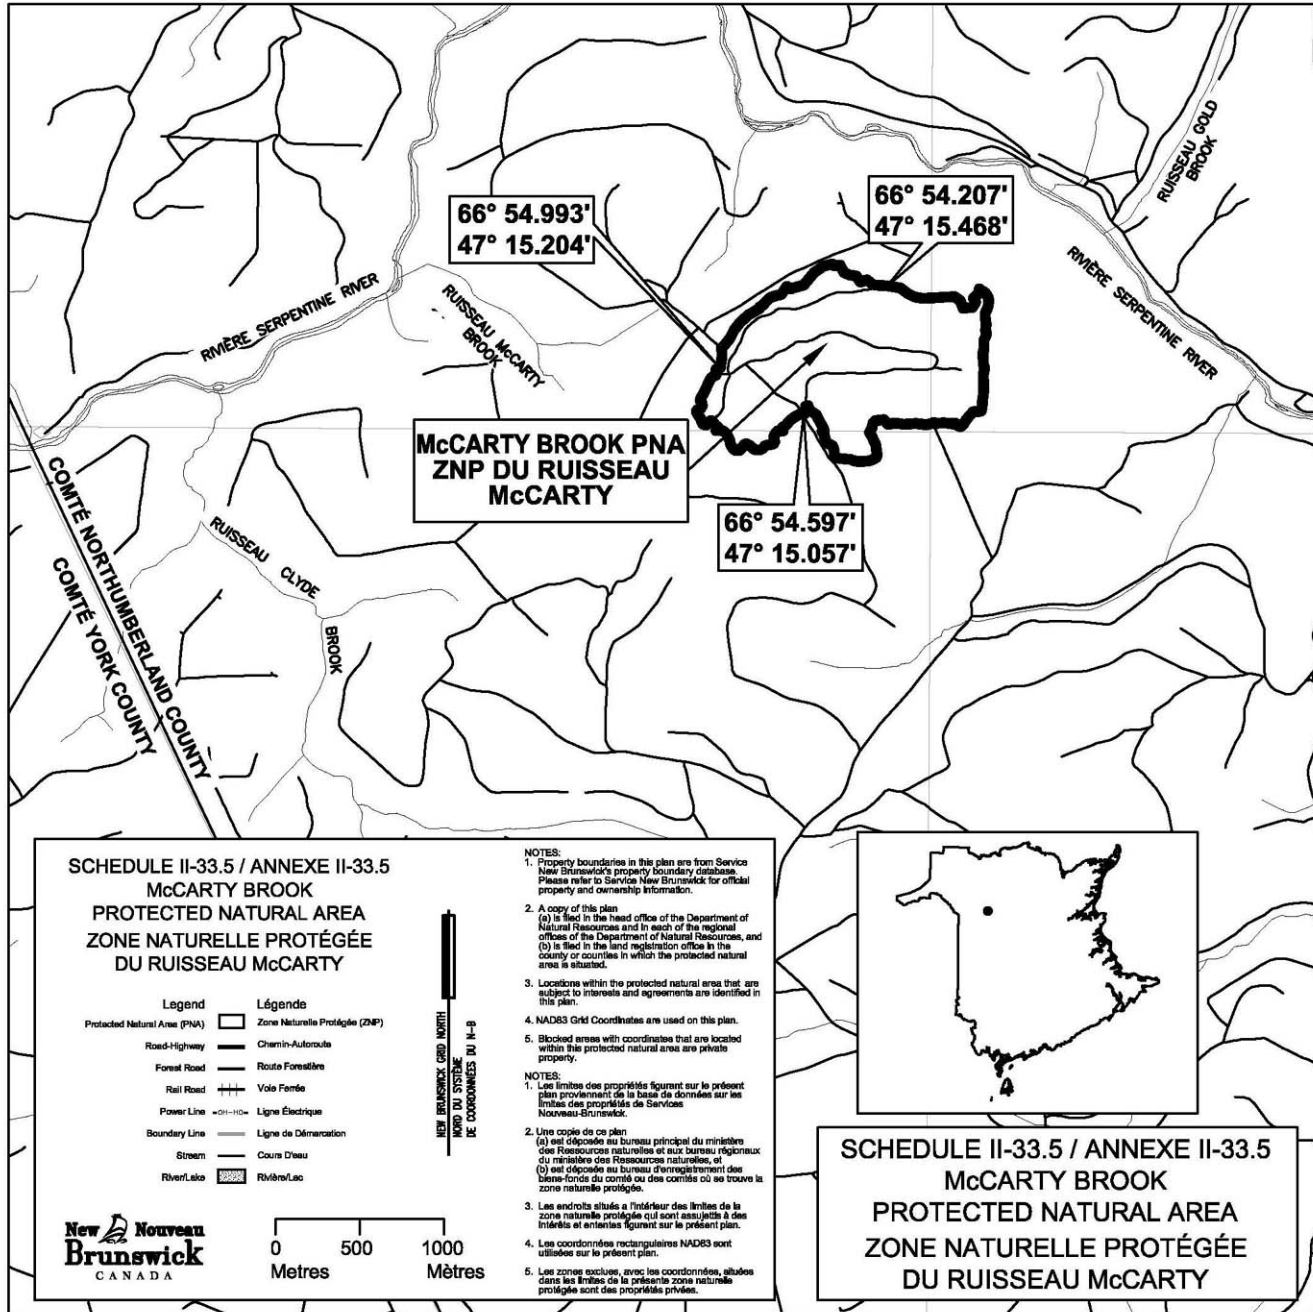 RUISSEAU GOLD
BROOK
66° 54.993'
47° 15.204'
66° 54.207'
47° 15.468'
RIVIÈRE SERPENTINE RIVER
RUISSEAU McCARTY
BROOK
RIVIÈRE SERPENTINE RIVER
McCARTY BROOK PNA
ZNP DU RUISSEAU
McCARTY
66° 54.597'
47° 15.057'
COMTÉ NORTHUMBERLAND COUNTY
COMTÉ YORK COUNTY
RUISSEAU CLYDE
BROOK
SCHEDULE II-33.5 / ANNEXE II-33.5
McCARTY BROOK
PROTECTED NATURAL AREA
ZONE NATURELLE PROTÉGÉE
DU RUISSEAU McCARTY
Legend Légende
Protected Natural Area (PNA) Zone Naturelle Protégée (ZNP)
Road-Highway Chemin-Autoroute
Forest Road Route Forestière
Rail Road Voie Ferrée
Power Line -OH-HO- Ligne Électrique
Boundary Line Ligne de Démarcation
Stream Cours D'eau
River/Lake Rivière/Lac
NEW BRUNSWICK GRID NORTH
NORD DU SYSTÈME
DE COORDONNÉES DU N-B
New Nouveau
Brunswick
CANADA
0 500 1000
Metres Mètres
NOTES:
1. Property boundaries in this plan are from Service
New Brunswick's property boundary database.
Please refer to Service New Brunswick for official
property and ownership information.
2. A copy of this plan
(a) is filed in the head office of the Department of
Natural Resources and in each of the regional
offices of the Department of Natural Resources, and
(b) is filed in the land registration office in the
county or counties in which the protected natural
area is situated.
3. Locations within the protected natural area that are
subject to interests and agreements are identified in
this plan.
4. NAD83 Grid Coordinates are used on this plan.
5. Blocked areas with coordinates that are located
within this protected natural area are private
property.
NOTES:
1. Les limites des propriétés figurant sur le présent
plan proviennent de la base de données sur les
limites des propriétés de Services
Nouveau-Brunswick.
2. Une copie de ce plan
(a) est déposée au bureau principal du ministère
des Ressources naturelles et aux bureau régionaux
du ministère des Ressources naturelles, et
(b) est déposée au bureau d'enregistrement des
biens-fonds du comté ou des comtés où se trouve la
zone naturelle protégée.
3. Les endroits situés a l'intérieur des limites de la
zone naturelle protégée qui sont assujettis à des
intérêts et ententes figurent sur le présent plan.
4. Les coordonnées rectangulaires NAD83 sont
utilisées sur le présent plan.
5. Les zones exclues, avec les coordonnées, situées
dans les limites de la présente zone naturelle
protégée sont des propriétés privées.
SCHEDULE II-33.5 / ANNEXE II-33.5
McCARTY BROOK
PROTECTED NATURAL AREA
ZONE NATURELLE PROTÉGÉE
DU RUISSEAU McCARTY